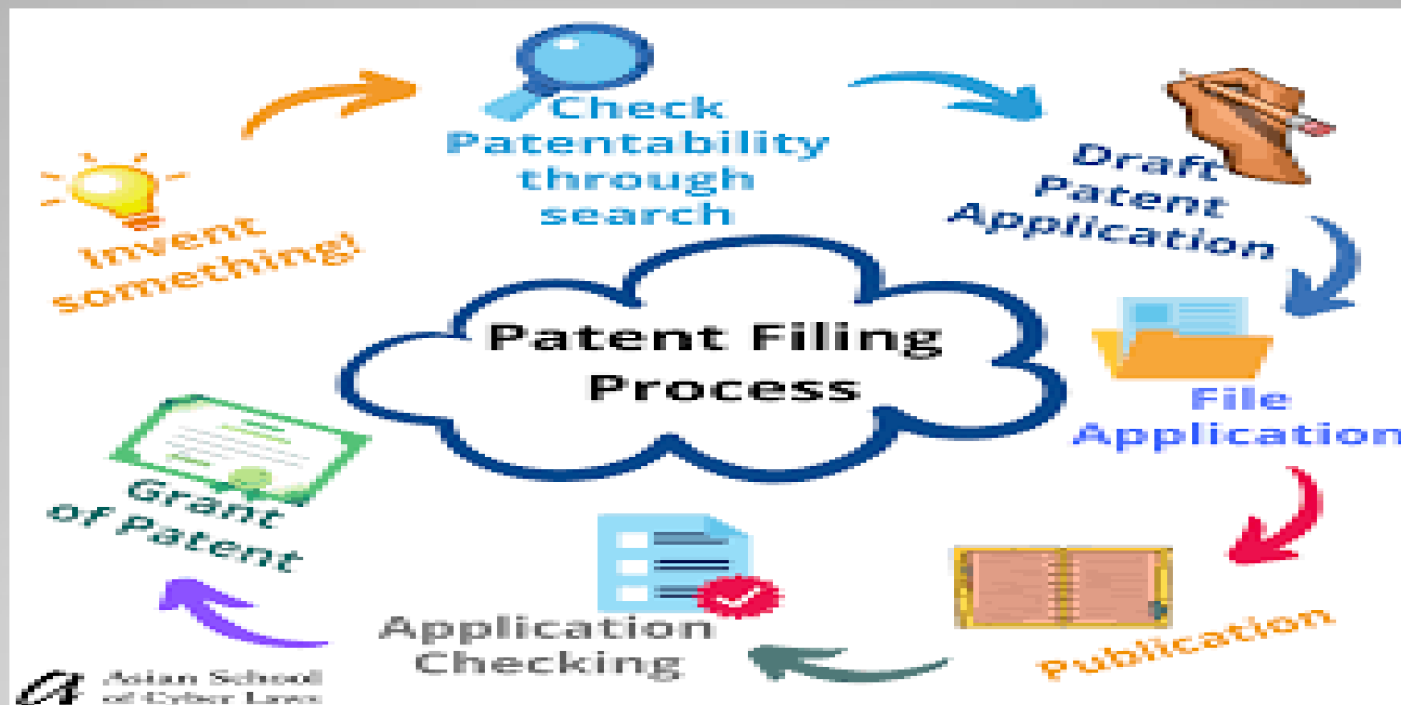 Invent
something!
Check
Patentability
through
search
Draft
Patent
Application
File
Application
Publication
Application
Checking
Grant
of Patent
Patent Filing
Process
Asian School
of Cyber Laws